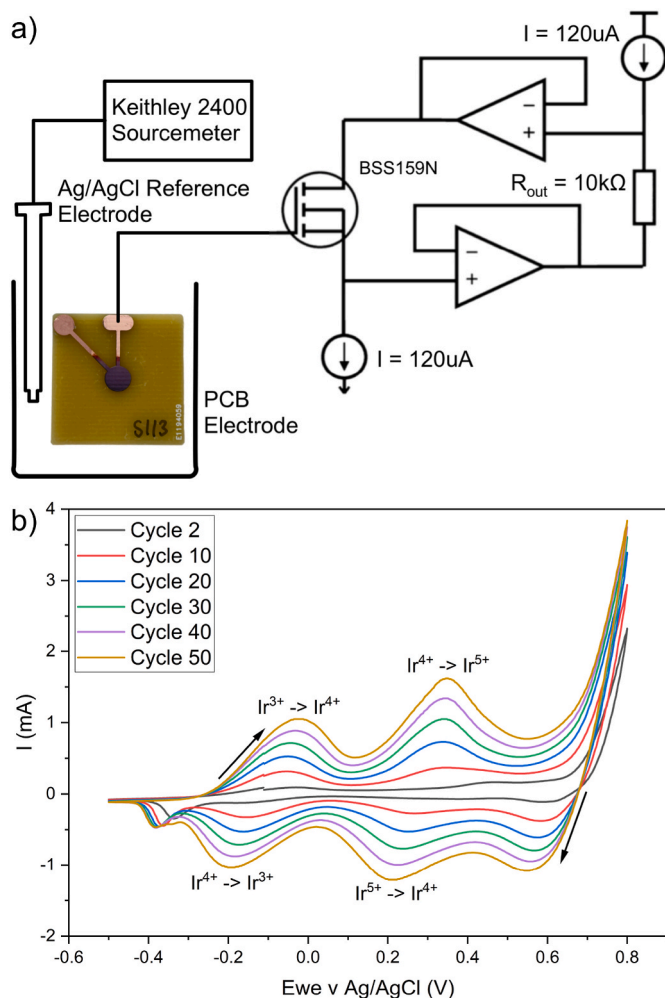 a)
I = 120uA
Keithley 2400
Sourcemeter
BSS159N
Ag/AgCl Reference
Electrode
R_out = 10kΩ
−
+
−
+
I = 120uA
PCB
Electrode
S113
E1194059
b)
4
3
2
1
0
-1
-2
I (mA)
Cycle 2
Cycle 10
Cycle 20
Cycle 30
Cycle 40
Cycle 50
Ir³⁺ -> Ir⁴⁺
Ir⁴⁺ -> Ir⁵⁺
Ir⁴⁺ -> Ir³⁺
Ir⁵⁺ -> Ir⁴⁺
-0.6 -0.4 -0.2 0.0 0.2 0.4 0.6 0.8
Ewe v Ag/AgCl (V)